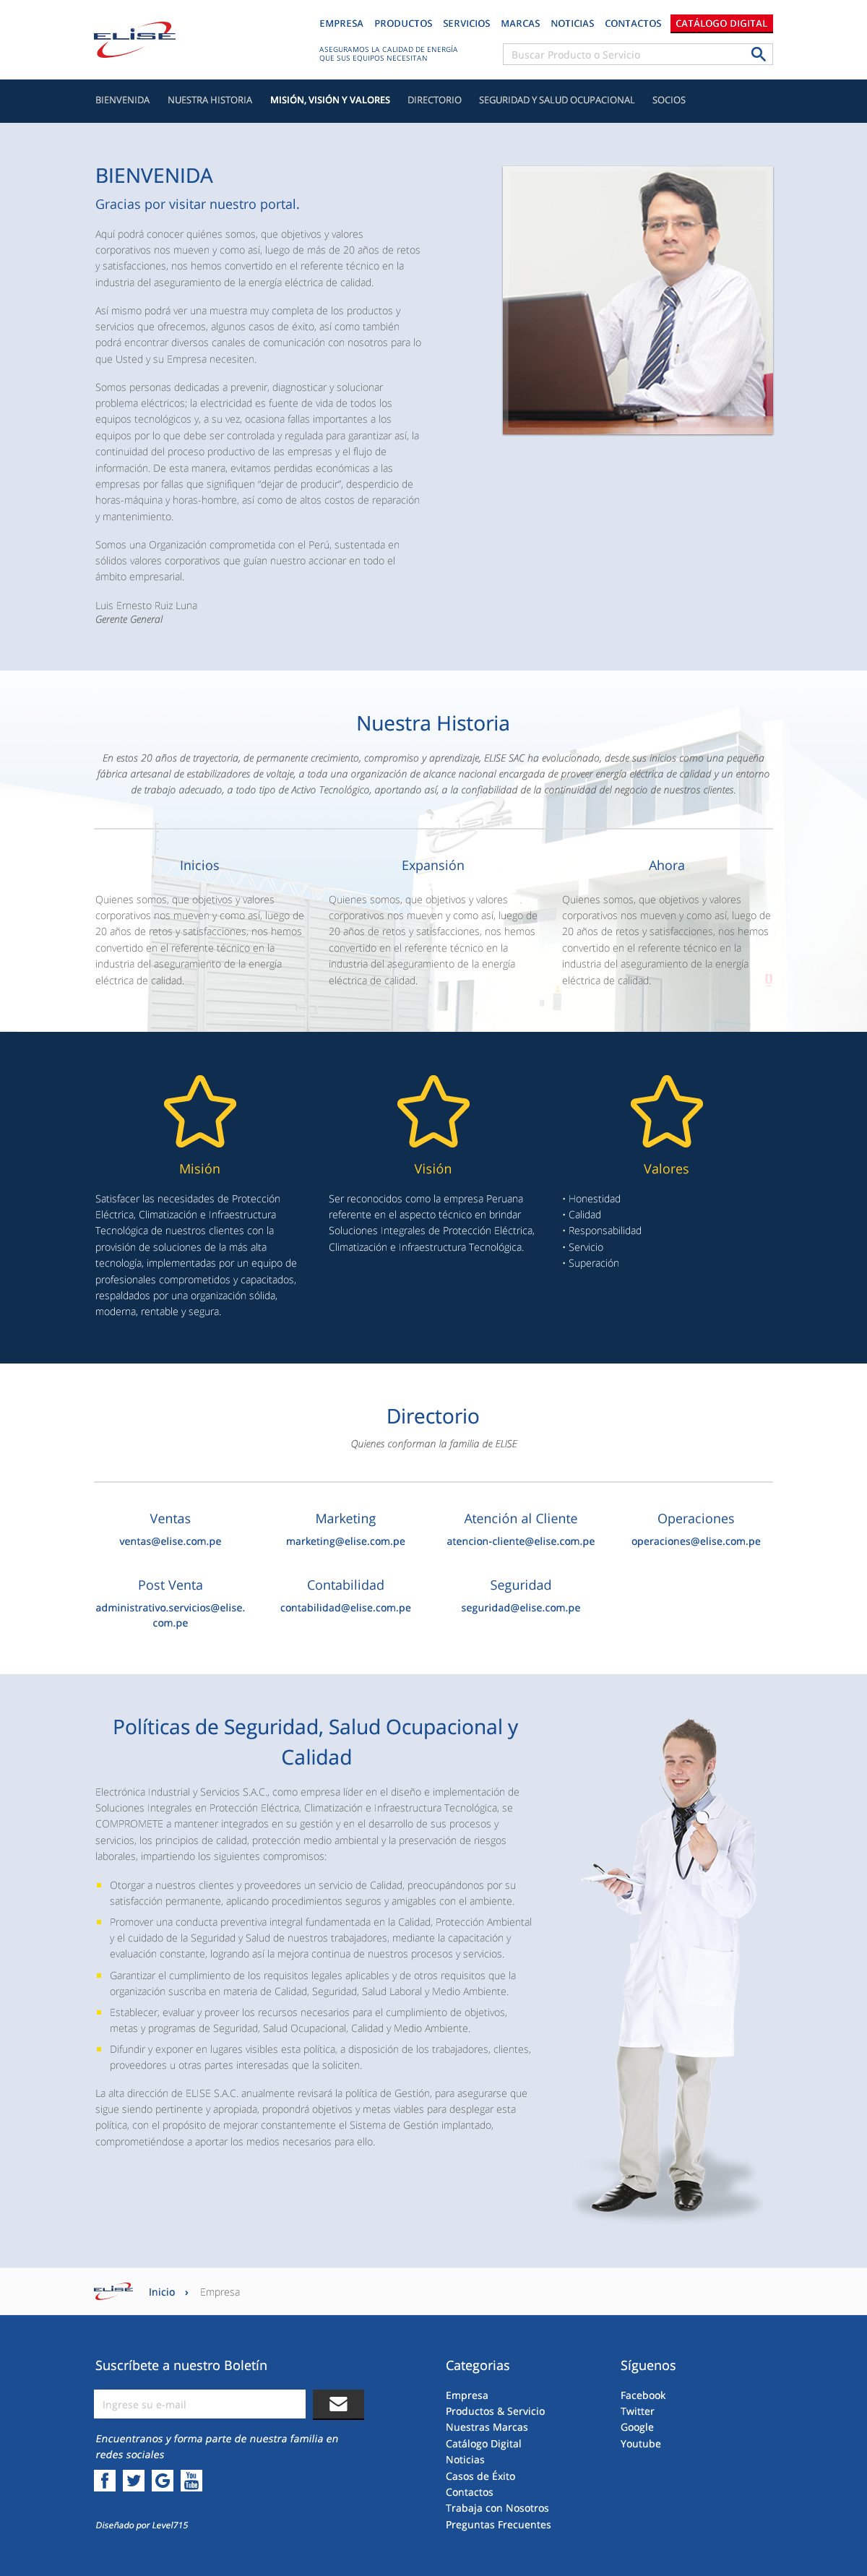 ELISE
EMPRESA PRODUCTOS SERVICIOS MARCAS NOTICIAS CONTACTOS CATÁLOGO DIGITAL
ASEGURAMOS LA CALIDAD DE ENERGÍA
QUE SUS EQUIPOS NECESITAN
Buscar Producto o Servicio
BIENVENIDA NUESTRA HISTORIA MISIÓN, VISIÓN Y VALORES DIRECTORIO SEGURIDAD Y SALUD OCUPACIONAL SOCIOS
BIENVENIDA
Gracias por visitar nuestro portal.
Aquí podrá conocer quiénes somos, que objetivos y valores
corporativos nos mueven y como así, luego de más de 20 años de retos
y satisfacciones, nos hemos convertido en el referente técnico en la
industria del aseguramiento de la energía eléctrica de calidad.
Así mismo podrá ver una muestra muy completa de los productos y
servicios que ofrecemos, algunos casos de éxito, así como también
podrá encontrar diversos canales de comunicación con nosotros para lo
que Usted y su Empresa necesiten.
Somos personas dedicadas a prevenir, diagnosticar y solucionar
problema eléctricos; la electricidad es fuente de vida de todos los
equipos tecnológicos y, a su vez, ocasiona fallas importantes a los
equipos por lo que debe ser controlada y regulada para garantizar así, la
continuidad del proceso productivo de las empresas y el flujo de
información. De esta manera, evitamos perdidas económicas a las
empresas por fallas que signifiquen “dejar de producir”, desperdicio de
horas-máquina y horas-hombre, así como de altos costos de reparación
y mantenimiento.
Somos una Organización comprometida con el Perú, sustentada en
sólidos valores corporativos que guían nuestro accionar en todo el
ámbito empresarial.
Luis Ernesto Ruiz Luna
Gerente General
Nuestra Historia
En estos 20 años de trayectoria, de permanente crecimiento, compromiso y aprendizaje, ELISE SAC ha evolucionado, desde sus inicios como una pequeña
fábrica artesanal de estabilizadores de voltaje, a toda una organización de alcance nacional encargada de proveer energía eléctrica de calidad y un entorno
de trabajo adecuado, a todo tipo de Activo Tecnológico, aportando así, a la confiabilidad de la continuidad del negocio de nuestros clientes.
Inicios
Quienes somos, que objetivos y valores
corporativos nos mueven y como así, luego de
20 años de retos y satisfacciones, nos hemos
convertido en el referente técnico en la
industria del aseguramiento de la energía
eléctrica de calidad.
Expansión
Quienes somos, que objetivos y valores
corporativos nos mueven y como así, luego de
20 años de retos y satisfacciones, nos hemos
convertido en el referente técnico en la
industria del aseguramiento de la energía
eléctrica de calidad.
Ahora
Quienes somos, que objetivos y valores
corporativos nos mueven y como así, luego de
20 años de retos y satisfacciones, nos hemos
convertido en el referente técnico en la
industria del aseguramiento de la energía
eléctrica de calidad.
Misión
Satisfacer las necesidades de Protección
Eléctrica, Climatización e Infraestructura
Tecnológica de nuestros clientes con la
provisión de soluciones de la más alta
tecnología, implementadas por un equipo de
profesionales comprometidos y capacitados,
respaldados por una organización sólida,
moderna, rentable y segura.
Visión
Ser reconocidos como la empresa Peruana
referente en el aspecto técnico en brindar
Soluciones Integrales de Protección Eléctrica,
Climatización e Infraestructura Tecnológica.
Valores
• Honestidad
• Calidad
• Responsabilidad
• Servicio
• Superación
Directorio
Quienes conforman la familia de ELISE
Ventas
ventas@elise.com.pe
Marketing
marketing@elise.com.pe
Atención al Cliente
atencion-cliente@elise.com.pe
Operaciones
operaciones@elise.com.pe
Post Venta
administrativo.servicios@elise.
com.pe
Contabilidad
contabilidad@elise.com.pe
Seguridad
seguridad@elise.com.pe
Políticas de Seguridad, Salud Ocupacional y
Calidad
Electrónica Industrial y Servicios S.A.C., como empresa líder en el diseño e implementación de
Soluciones Integrales en Protección Eléctrica, Climatización e Infraestructura Tecnológica, se
COMPROMETE a mantener integrados en su gestión y en el desarrollo de sus procesos y
servicios, los principios de calidad, protección medio ambiental y la preservación de riesgos
laborales, impartiendo los siguientes compromisos:
Otorgar a nuestros clientes y proveedores un servicio de Calidad, preocupándonos por su
satisfacción permanente, aplicando procedimientos seguros y amigables con el ambiente.
Promover una conducta preventiva integral fundamentada en la Calidad, Protección Ambiental
y el cuidado de la Seguridad y Salud de nuestros trabajadores, mediante la capacitación y
evaluación constante, logrando así la mejora continua de nuestros procesos y servicios.
Garantizar el cumplimiento de los requisitos legales aplicables y de otros requisitos que la
organización suscriba en materia de Calidad, Seguridad, Salud Laboral y Medio Ambiente.
Establecer, evaluar y proveer los recursos necesarios para el cumplimiento de objetivos,
metas y programas de Seguridad, Salud Ocupacional, Calidad y Medio Ambiente.
Difundir y exponer en lugares visibles esta política, a disposición de los trabajadores, clientes,
proveedores u otras partes interesadas que la soliciten.
La alta dirección de ELISE S.A.C. anualmente revisará la política de Gestión, para asegurarse que
sigue siendo pertinente y apropiada, propondrá objetivos y metas viables para desplegar esta
política, con el propósito de mejorar constantemente el Sistema de Gestión implantado,
comprometiéndose a aportar los medios necesarios para ello.
ELISE Inicio › Empresa
Suscríbete a nuestro Boletín
Ingrese su e-mail
Encuentranos y forma parte de nuestra familia en
redes sociales
You Tube
Diseñado por Level715
Categorias
Empresa
Productos & Servicio
Nuestras Marcas
Catálogo Digital
Noticias
Casos de Éxito
Contactos
Trabaja con Nosotros
Preguntas Frecuentes
Síguenos
Facebook
Twitter
Google
Youtube